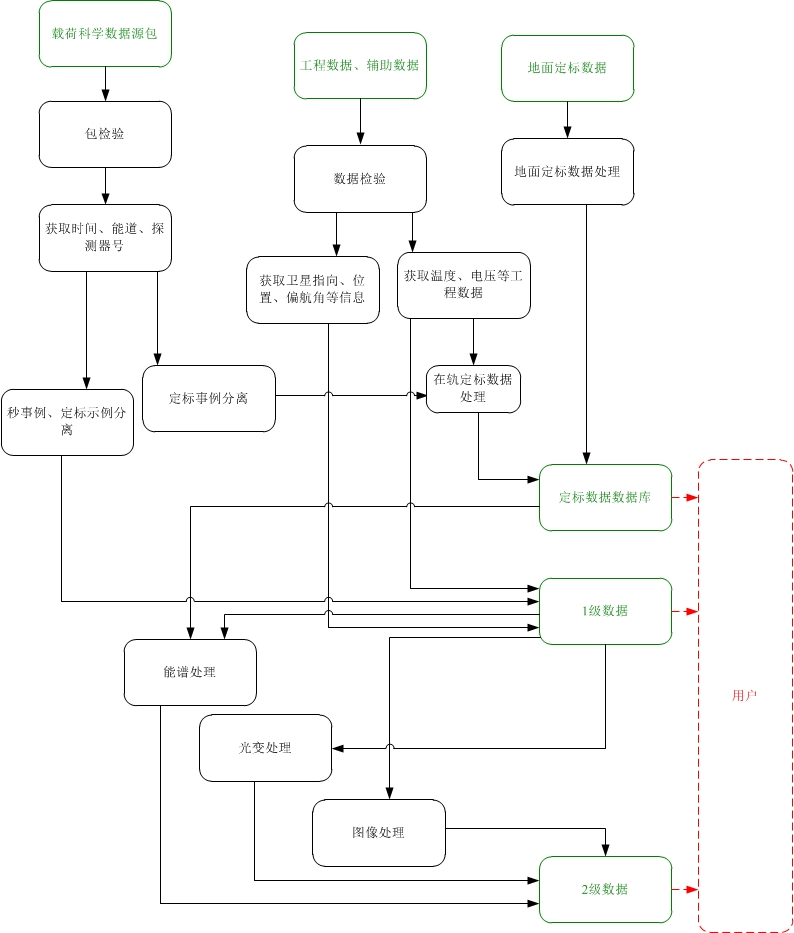 载荷科学数据源包
工程数据、辅助数据
地面定标数据
包检验
数据检验
地面定标数据处理
获取时间、能道、探
测器号
获取卫星指向、位
置、偏航角等信息
获取温度、电压等工
程数据
秒事例、定标示例分
离
定标事例分离
在轨定标数据
处理
定标数据数据库
1级数据
能谱处理
用户
光变处理
图像处理
2级数据